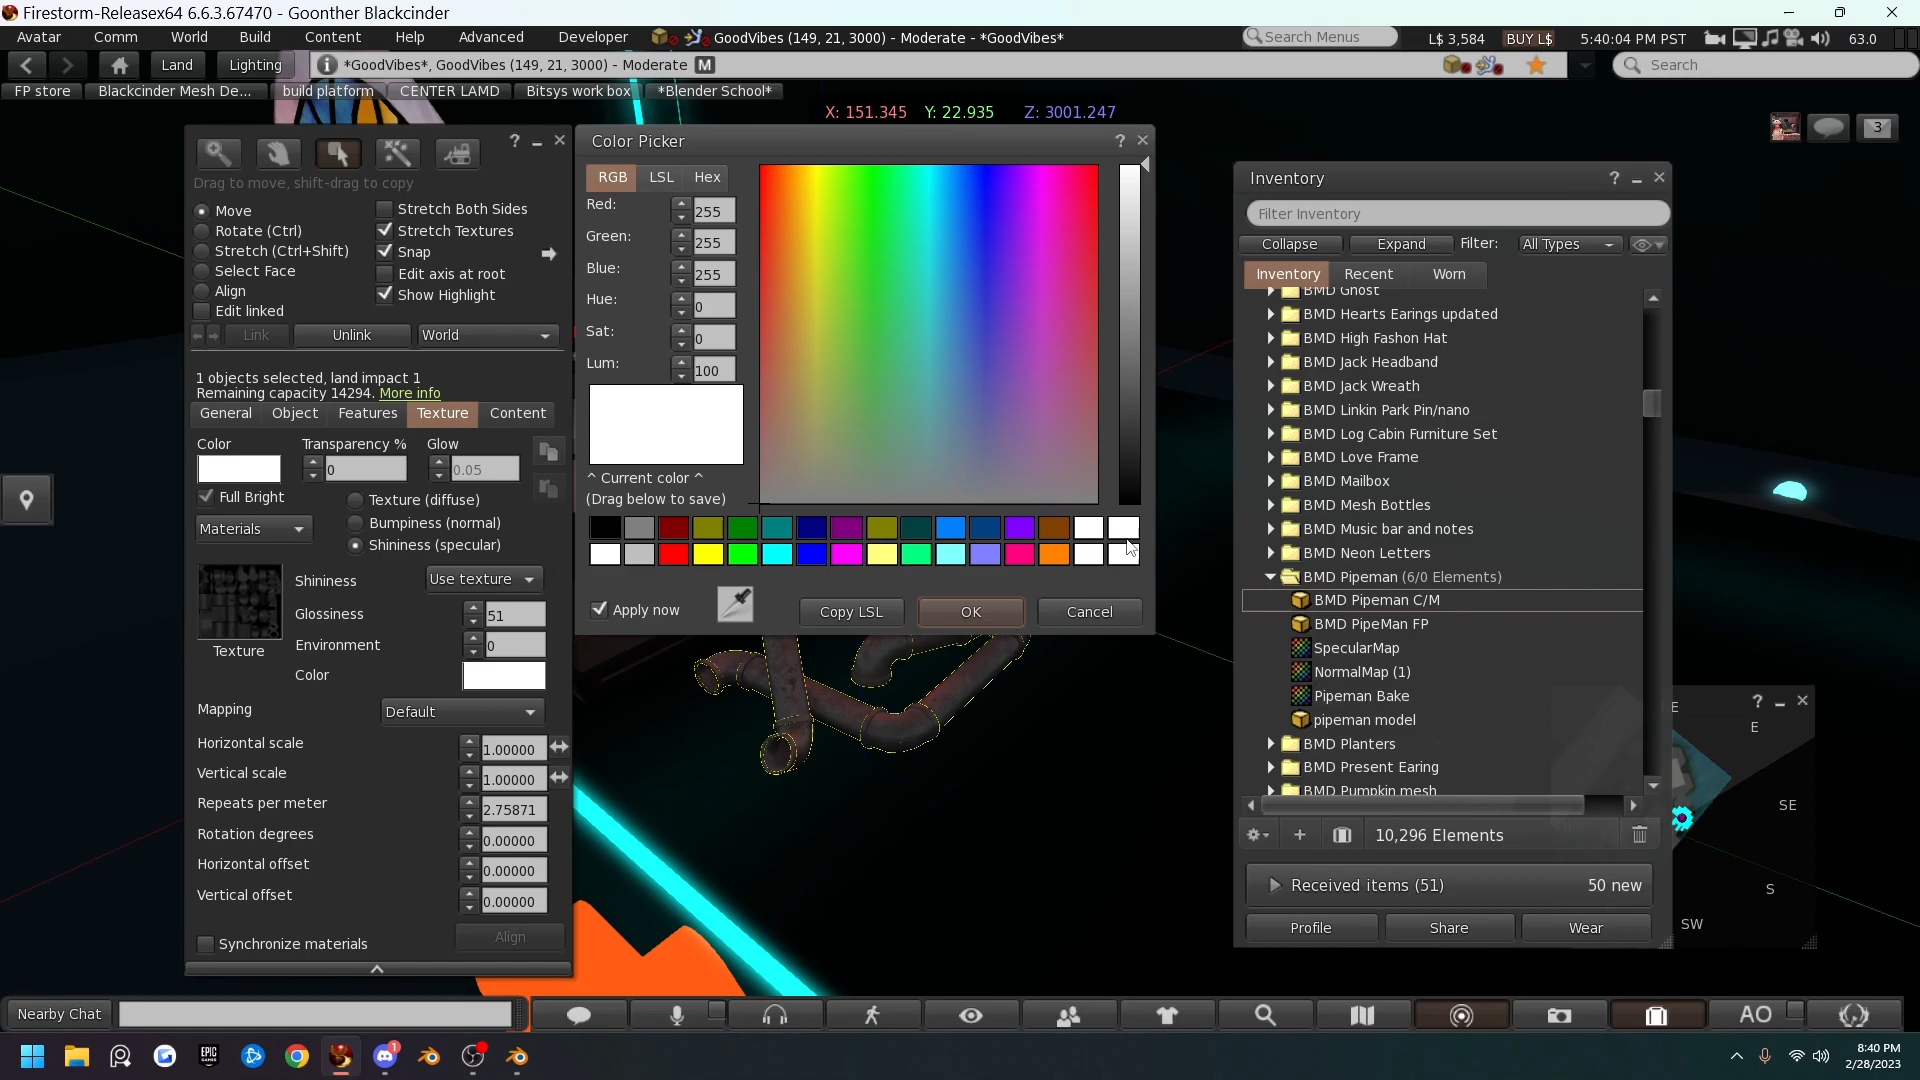 Firestorm-Releasex64 6.6.3.67470 - Goonther Blackcinder
Avatar Comm World Build Content Help Advanced Developer GoodVibes (149, 21, 3000) - Moderate - *GoodVibes* Search Menus L$ 3,584 BUY L$ 5:40:04 PM PST 63.0
Land Lighting *GoodVibes*, GoodVibes (149, 21, 3000) - Moderate M Search
FP store Blackcinder Mesh De... build platform CENTER LAMD Bitsys work box *Blender School*
X: 151.345 Y: 22.935 Z: 3001.247
3
?
Drag to move, shift-drag to copy
Move
Rotate (Ctrl)
Stretch (Ctrl+Shift)
Select Face
Align
Edit linked
Stretch Both Sides
Stretch Textures
Snap
Edit axis at root
Show Highlight
Link Unlink World
1 objects selected, land impact 1
Remaining capacity 14294. More info
General Object Features Texture Content
Color Transparency % Glow
0 0.05
Full Bright
Materials
Texture (diffuse)
Bumpiness (normal)
Shininess (specular)
Texture
Shininess Use texture
Glossiness 51
Environment 0
Color
Mapping Default
Horizontal scale 1.00000
Vertical scale 1.00000
Repeats per meter 2.75871
Rotation degrees 0.00000
Horizontal offset 0.00000
Vertical offset 0.00000
Synchronize materials Align
Color Picker ?
RGB LSL Hex
Red: 255
Green: 255
Blue: 255
Hue: 0
Sat: 0
Lum: 100
^ Current color ^
(Drag below to save)
Apply now Copy LSL OK Cancel
Inventory ?
Filter Inventory
Collapse Expand Filter: All Types
Inventory Recent Worn
BMD Ghost
BMD Hearts Earings updated
BMD High Fashon Hat
BMD Jack Headband
BMD Jack Wreath
BMD Linkin Park Pin/nano
BMD Log Cabin Furniture Set
BMD Love Frame
BMD Mailbox
BMD Mesh Bottles
BMD Music bar and notes
BMD Neon Letters
BMD Pipeman (6/0 Elements)
BMD Pipeman C/M
BMD PipeMan FP
SpecularMap
NormalMap (1)
Pipeman Bake
pipeman model
BMD Planters
BMD Present Earing
BMD Pumpkin mesh
10,296 Elements
Received items (51) 50 new
Profile Share Wear
?
E
E
SE
S
SW
Nearby Chat
AO
EPIC GAMES
1
8:40 PM
2/28/2023